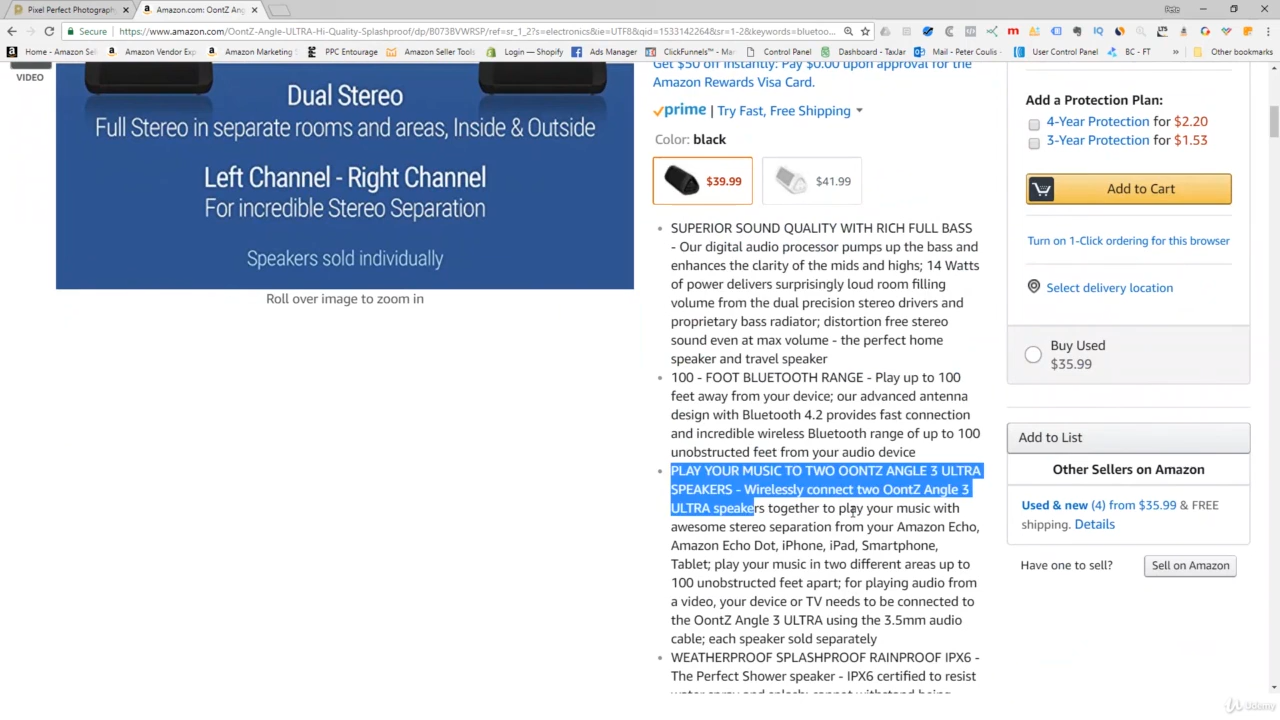 Pixel Perfect Photography
Amazon.com: OontZ Ang
Secure
https://www.amazon.com/OontZ-Angle-ULTRA-Hi-Quality-Splashproof/dp/B073BVWRSP/ref=sr_1_2?s=electronics&ie=UTF8&qid=1533142264&sr=1-2&keywords=bluetoo...
Home - Amazon Sel
Amazon Vendor Exp
Amazon Marketing
PPC Entourage
Amazon Seller Tools
Login — Shopify
Ads Manager
ClickFunnels™ - Mar
Control Panel
Dashboard - TaxJar
Mail - Peter Coulis -
User Control Panel
BC - FT
»
Other bookmarks
VIDEO
Dual Stereo
Full Stereo in separate rooms and areas, Inside & Outside
Left Channel - Right Channel
For incredible Stereo Separation
Speakers sold individually
Roll over image to zoom in
Get $50 off instantly: Pay $0.00 upon approval for the
Amazon Rewards Visa Card.
prime | Try Fast, Free Shipping
Color: black
$39.99
$41.99
SUPERIOR SOUND QUALITY WITH RICH FULL BASS
- Our digital audio processor pumps up the bass and
enhances the clarity of the mids and highs; 14 Watts
of power delivers surprisingly loud room filling
volume from the dual precision stereo drivers and
proprietary bass radiator; distortion free stereo
sound even at max volume - the perfect home
speaker and travel speaker
100 - FOOT BLUETOOTH RANGE - Play up to 100
feet away from your device; our advanced antenna
design with Bluetooth 4.2 provides fast connection
and incredible wireless Bluetooth range of up to 100
unobstructed feet from your audio device
PLAY YOUR MUSIC TO TWO OONTZ ANGLE 3 ULTRA
SPEAKERS - Wirelessly connect two OontZ Angle 3
ULTRA speakers together to play your music with
awesome stereo separation from your Amazon Echo,
Amazon Echo Dot, iPhone, iPad, Smartphone,
Tablet; play your music in two different areas up to
100 unobstructed feet apart; for playing audio from
a video, your device or TV needs to be connected to
the OontZ Angle 3 ULTRA using the 3.5mm audio
cable; each speaker sold separately
WEATHERPROOF SPLASHPROOF RAINPROOF IPX6 -
The Perfect Shower speaker - IPX6 certified to resist
water spray and splash; cannot withstand being
Add a Protection Plan:
4-Year Protection for $2.20
3-Year Protection for $1.53
Add to Cart
Turn on 1-Click ordering for this browser
Select delivery location
Buy Used
$35.99
Add to List
Other Sellers on Amazon
Used & new (4) from $35.99 & FREE
shipping. Details
Have one to sell?
Sell on Amazon
Udemy